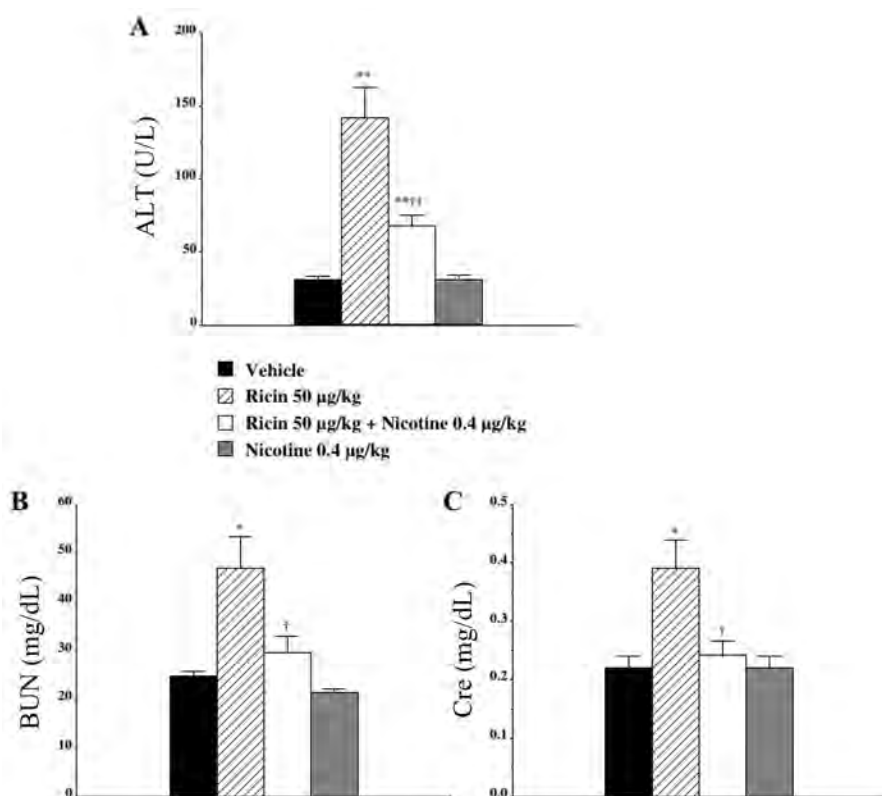 A
200
**
150
ALT (U/L)
100
**††
50
0
Vehicle
Ricin 50 µg/kg
Ricin 50 µg/kg + Nicotine 0.4 µg/kg
Nicotine 0.4 µg/kg
B
60
50
*
40
BUN (mg/dL)
30
†
20
10
0
C
0.5
*
0.4
Cre (mg/dL)
0.3
†
0.2
0.1
0.0